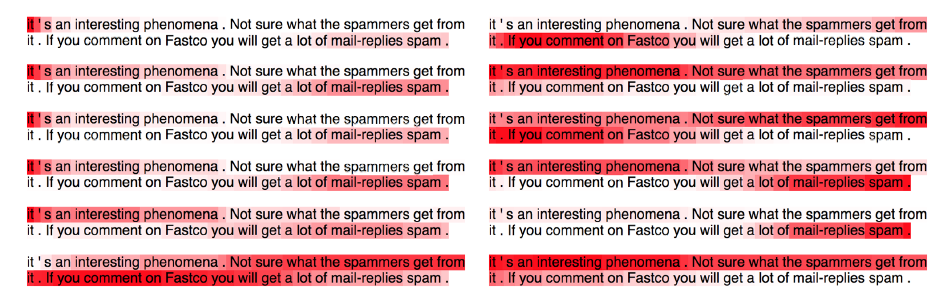 it ' s an interesting phenomena . Not sure what the spammers get from
it . If you comment on Fastco you will get a lot of mail-replies spam .
it ' s an interesting phenomena . Not sure what the spammers get from
it . If you comment on Fastco you will get a lot of mail-replies spam .
it ' s an interesting phenomena . Not sure what the spammers get from
it . If you comment on Fastco you will get a lot of mail-replies spam .
it ' s an interesting phenomena . Not sure what the spammers get from
it . If you comment on Fastco you will get a lot of mail-replies spam .
it ' s an interesting phenomena . Not sure what the spammers get from
it . If you comment on Fastco you will get a lot of mail-replies spam .
it ' s an interesting phenomena . Not sure what the spammers get from
it . If you comment on Fastco you will get a lot of mail-replies spam .
it ' s an interesting phenomena . Not sure what the spammers get from
it . If you comment on Fastco you will get a lot of mail-replies spam .
it ' s an interesting phenomena . Not sure what the spammers get from
it . If you comment on Fastco you will get a lot of mail-replies spam .
it ' s an interesting phenomena . Not sure what the spammers get from
it . If you comment on Fastco you will get a lot of mail-replies spam .
it ' s an interesting phenomena . Not sure what the spammers get from
it . If you comment on Fastco you will get a lot of mail-replies spam .
it ' s an interesting phenomena . Not sure what the spammers get from
it . If you comment on Fastco you will get a lot of mail-replies spam .
it ' s an interesting phenomena . Not sure what the spammers get from
it . If you comment on Fastco you will get a lot of mail-replies spam .